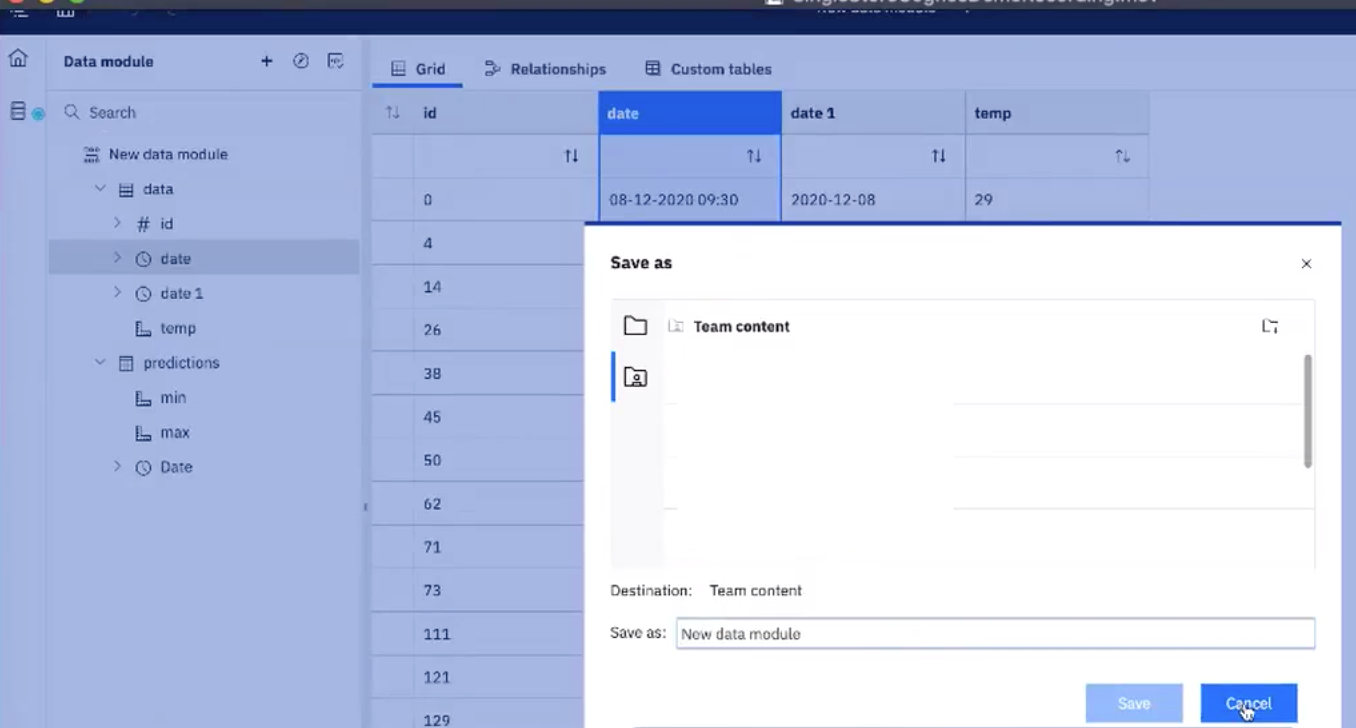 Data module
Search
New data module
data
# id
date
date 1
temp
predictions
min
max
Date
Grid
Relationships
Custom tables
id date date 1 temp
0 08-12-2020 09:30 2020-12-08 29
4
14
26
38
45
50
62
71
73
111
121
129
Save as
Team content
Destination: Team content
Save as: New data module
Save
Cancel